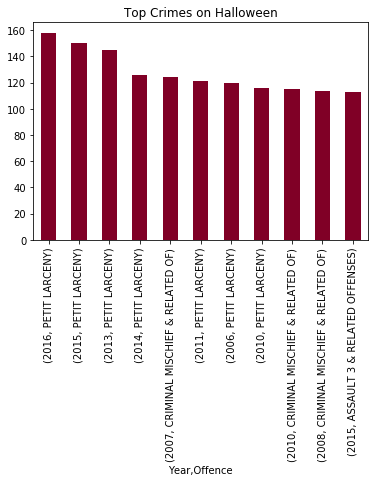 Top Crimes on Halloween
160
140
120
100
80
60
40
20
0
(2016, PETIT LARCENY)
(2015, PETIT LARCENY)
(2013, PETIT LARCENY)
(2014, PETIT LARCENY)
(2007, CRIMINAL MISCHIEF & RELATED OF)
(2011, PETIT LARCENY)
(2006, PETIT LARCENY)
(2010, PETIT LARCENY)
(2010, CRIMINAL MISCHIEF & RELATED OF)
(2008, CRIMINAL MISCHIEF & RELATED OF)
(2015, ASSAULT 3 & RELATED OFFENSES)
Year,Offence